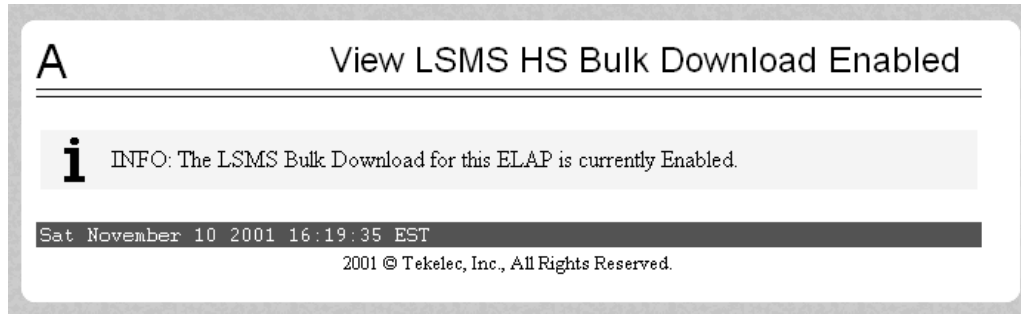 A
View LSMS HS Bulk Download Enabled
i
INFO: The LSMS Bulk Download for this ELAP is currently Enabled.
Sat November 10 2001 16:19:35 EST
2001 © Tekelec, Inc., All Rights Reserved.